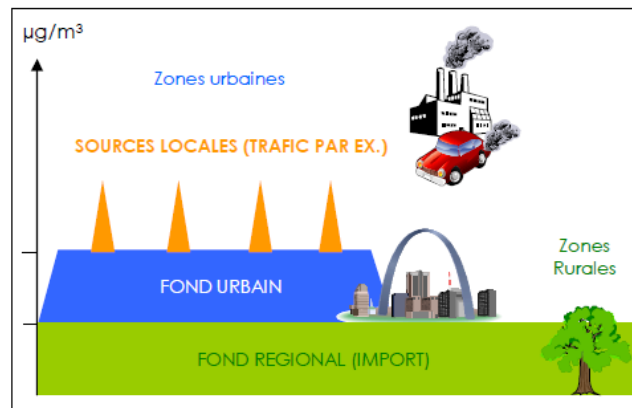 µg/m³
Zones urbaines
SOURCES LOCALES (TRAFIC PAR EX.)
Zones
Rurales
FOND URBAIN
FOND REGIONAL (IMPORT)